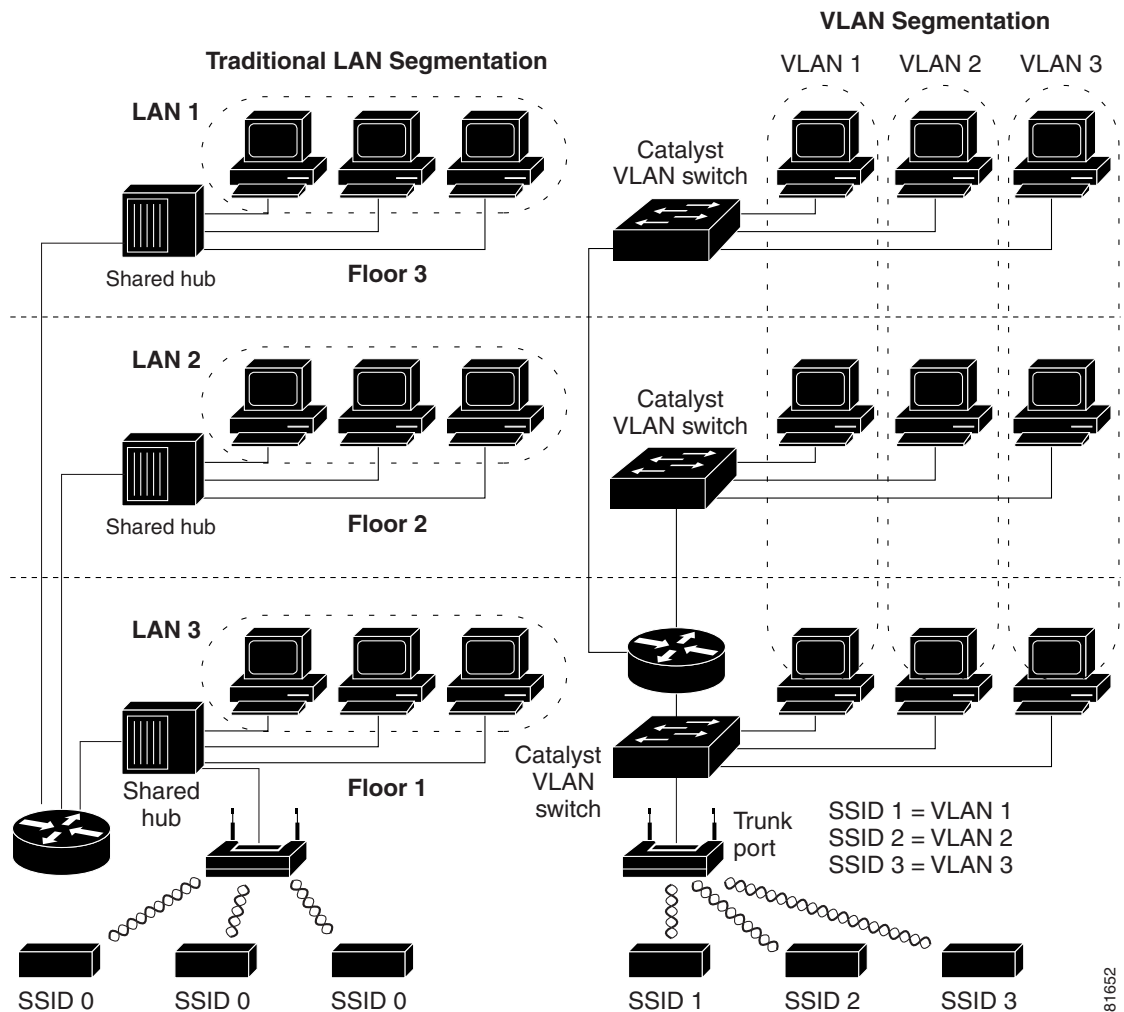 VLAN Segmentation
Traditional LAN Segmentation
VLAN 1 VLAN 2 VLAN 3
LAN 1
Catalyst
VLAN switch
Shared hub
Floor 3
LAN 2
Catalyst
VLAN switch
Shared hub
Floor 2
LAN 3
Catalyst
VLAN
switch
Shared
hub
Floor 1
Trunk
port
SSID 1 = VLAN 1
SSID 2 = VLAN 2
SSID 3 = VLAN 3
SSID 0 SSID 0 SSID 0
SSID 1 SSID 2 SSID 3
81652